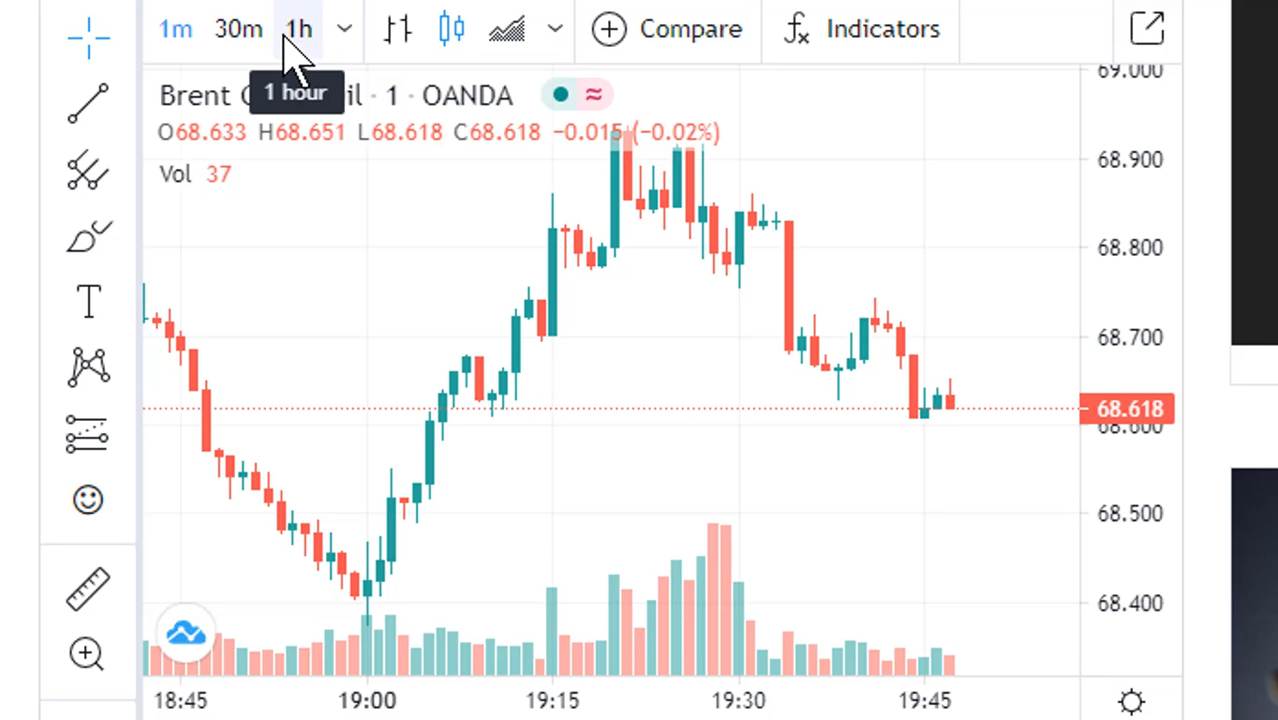 1m 30m 1h Compare Indicators
1 hour
Brent il · 1 · OANDA ≈
O68.633 H68.651 L68.618 C68.618 −0.015 (−0.02%)
Vol 37
T
69.000
68.900
68.800
68.700
68.618
68.600
68.500
68.400
18:45 19:00 19:15 19:30 19:45